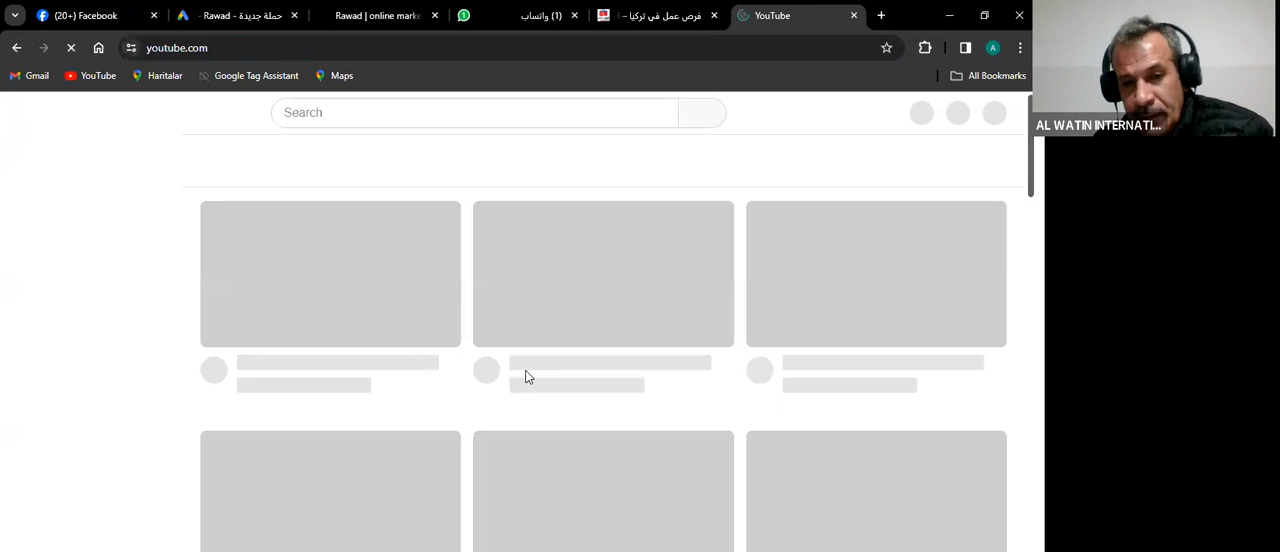 (20+) Facebook
حملة جديدة - Rawad -
Rawad | online marke
(1) واتساب
فرص عمل في تركيا –
YouTube
youtube.com
A
Gmail
YouTube
Haritalar
Google Tag Assistant
Maps
All Bookmarks
Search
AL WATIN INTERNATI...